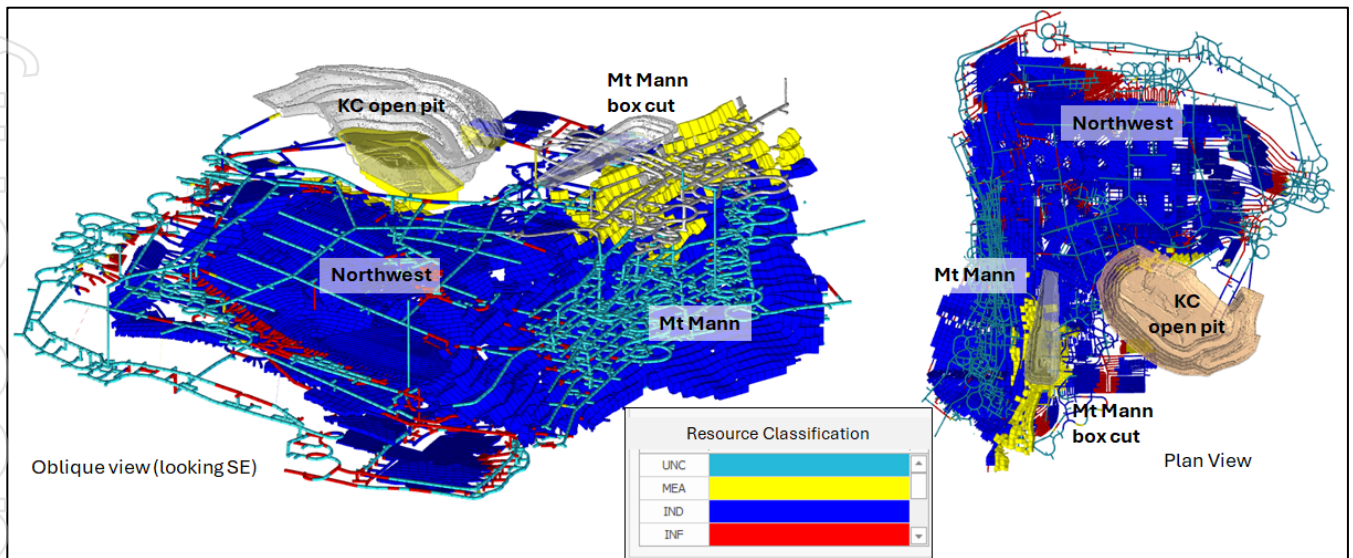 KC open pit
Mt Mann
box cut
Northwest
Mt Mann
Oblique view (looking SE)
Resource Classification
UNC
MEA
IND
INF
Northwest
Mt Mann
KC
open pit
Mt Mann
box cut
Plan View